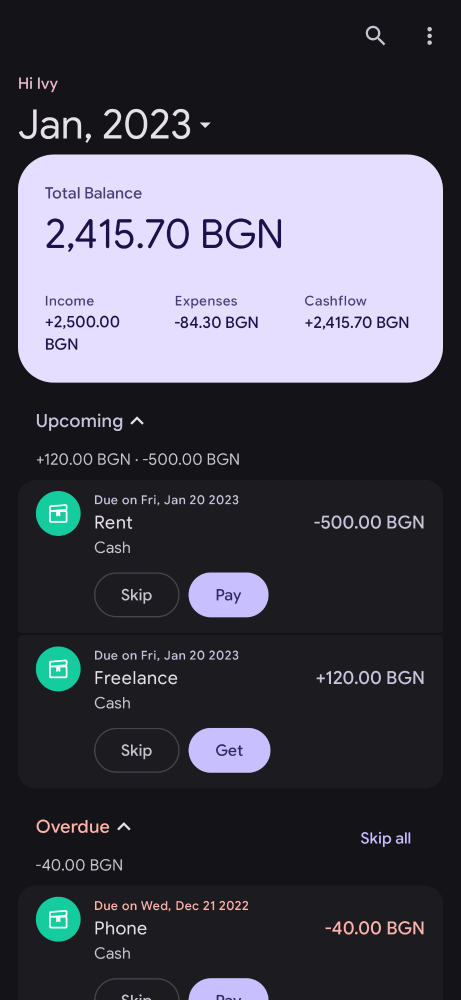 Hi Ivy
Jan, 2023
Total Balance
2,415.70 BGN
Income
Expenses
Cashflow
+2,500.00 BGN
-84.30 BGN
+2,415.70 BGN
Upcoming
+120.00 BGN · -500.00 BGN
Due on Fri, Jan 20 2023
Rent
-500.00 BGN
Cash
Skip
Pay
Due on Fri, Jan 20 2023
Freelance
+120.00 BGN
Cash
Skip
Get
Overdue
Skip all
-40.00 BGN
Due on Wed, Dec 21 2022
Phone
-40.00 BGN
Cash
Skip
Pay